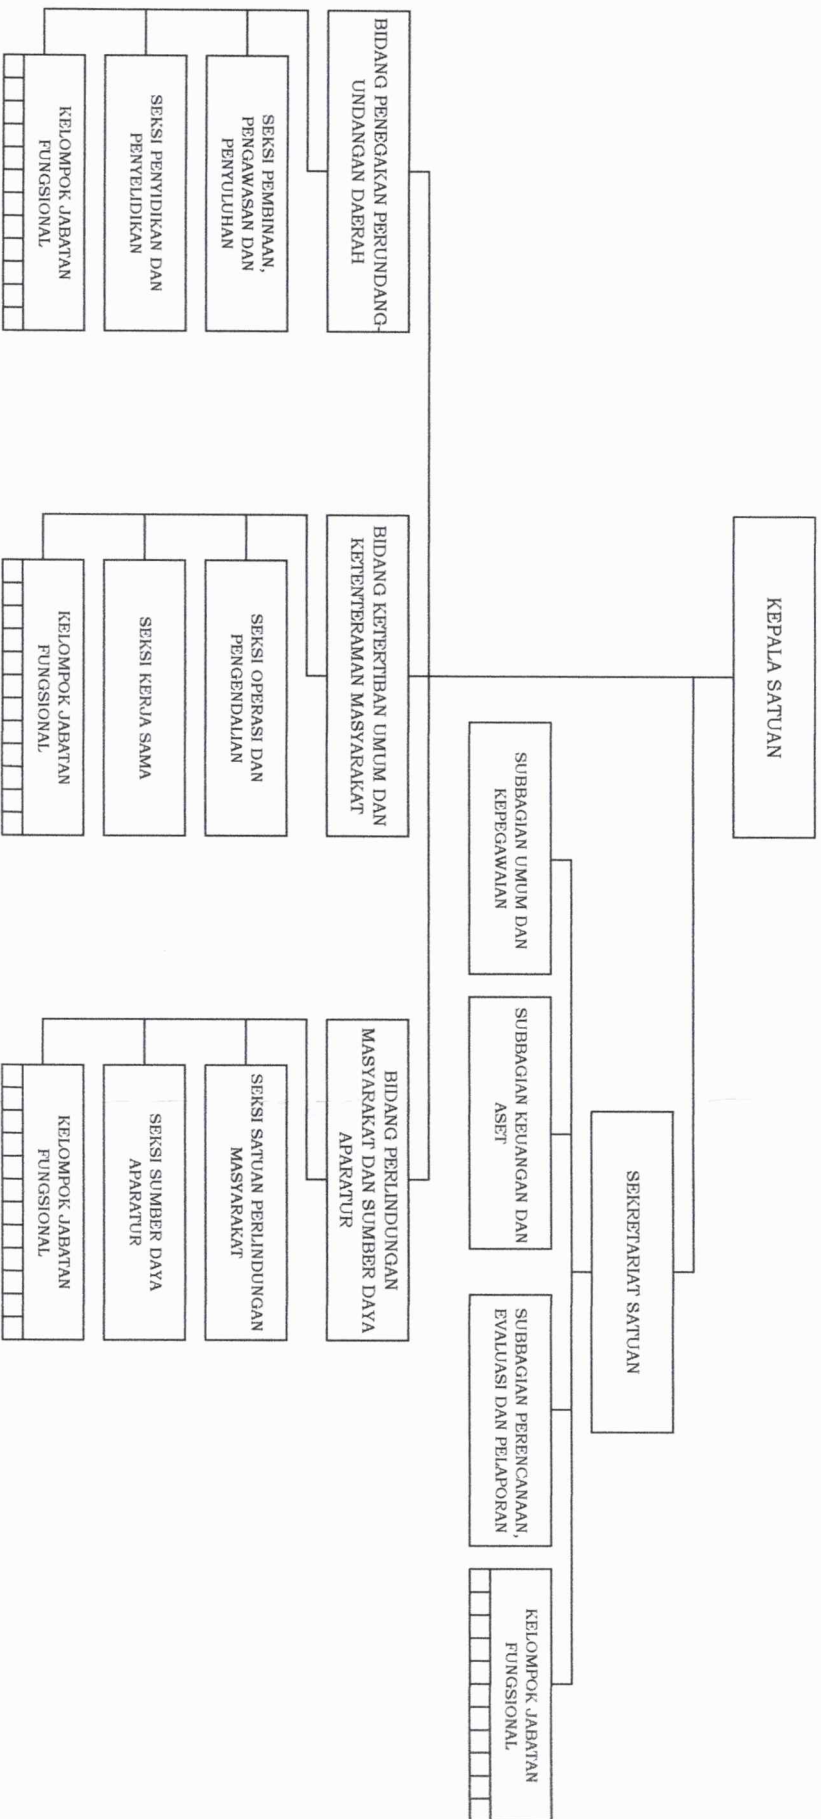 KEPALA SATUAN
SEKRETARIAT SATUAN
SUBBAGIAN UMUM DAN
KEPEGAWAIAN
SUBBAGIAN KEUANGAN DAN
ASET
SUBBAGIAN PERENCANAAN,
EVALUASI DAN PELAPORAN
KELOMPOK JABATAN
FUNGSIONAL
BIDANG PENEGAKAN PERUNDANG-
UNDANGAN DAERAH
SEKSI PEMBINAAN,
PENGAWASAN DAN
PENYULUHAN
SEKSI PENYIDIKAN DAN
PENYELIDIKAN
KELOMPOK JABATAN
FUNGSIONAL
BIDANG KETERTIBAN UMUM DAN
KETENTERAMAN MASYARAKAT
SEKSI OPERASI DAN
PENGENDALIAN
SEKSI KERJA SAMA
KELOMPOK JABATAN
FUNGSIONAL
BIDANG PERLINDUNGAN
MASYARAKAT DAN SUMBER DAYA
APARATUR
SEKSI SATUAN PERLINDUNGAN
MASYARAKAT
SEKSI SUMBER DAYA
APARATUR
KELOMPOK JABATAN
FUNGSIONAL